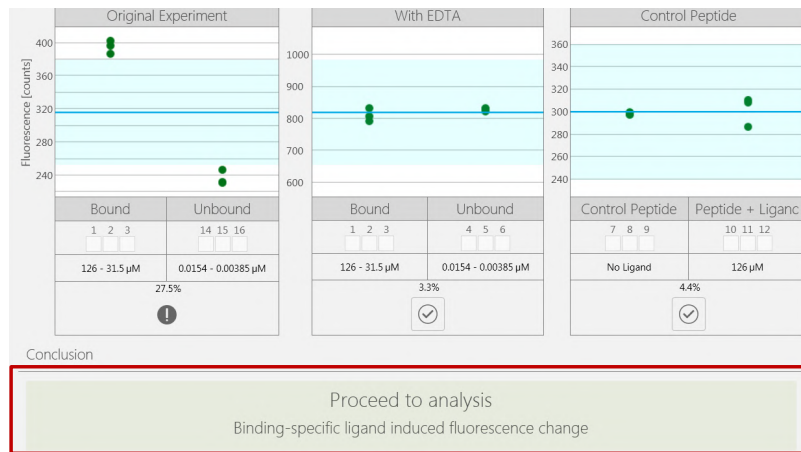 Original Experiment
Fluorescence [counts]
400
360
320
280
240
Bound Unbound
1 2 3 14 15 16
126 - 31.5 µM 0.0154 - 0.00385 µM
27.5%
With EDTA
1000
900
800
700
600
Bound Unbound
1 2 3 4 5 6
126 - 31.5 µM 0.0154 - 0.00385 µM
3.3%
Control Peptide
360
340
320
300
280
260
240
Control Peptide Peptide + Liganc
7 8 9 10 11 12
No Ligand 126 µM
4.4%
Conclusion
Proceed to analysis
Binding-specific ligand induced fluorescence change